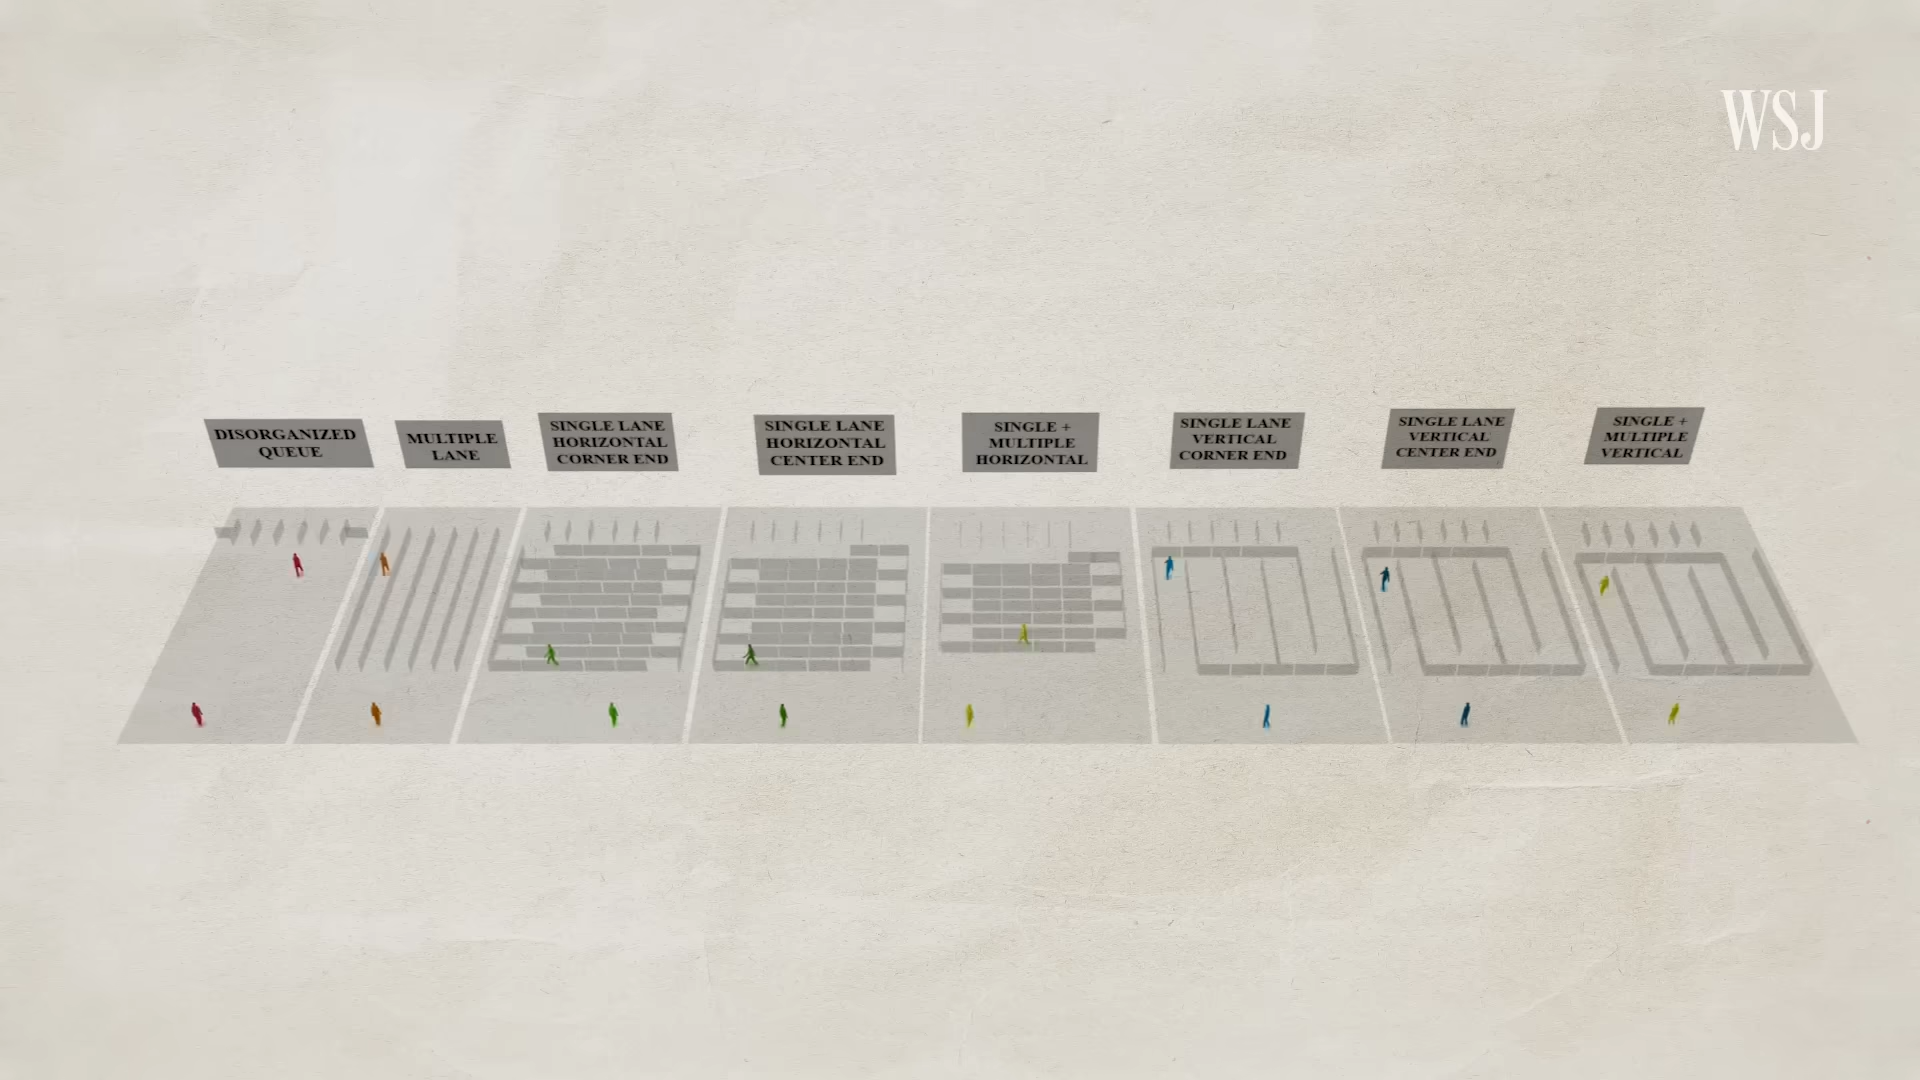 WSJ
DISORGANIZED
QUEUE
MULTIPLE
LANE
SINGLE LANE
HORIZONTAL
CORNER END
SINGLE LANE
HORIZONTAL
CENTER END
SINGLE +
MULTIPLE
HORIZONTAL
SINGLE LANE
VERTICAL
CORNER END
SINGLE LANE
VERTICAL
CENTER END
SINGLE +
MULTIPLE
VERTICAL